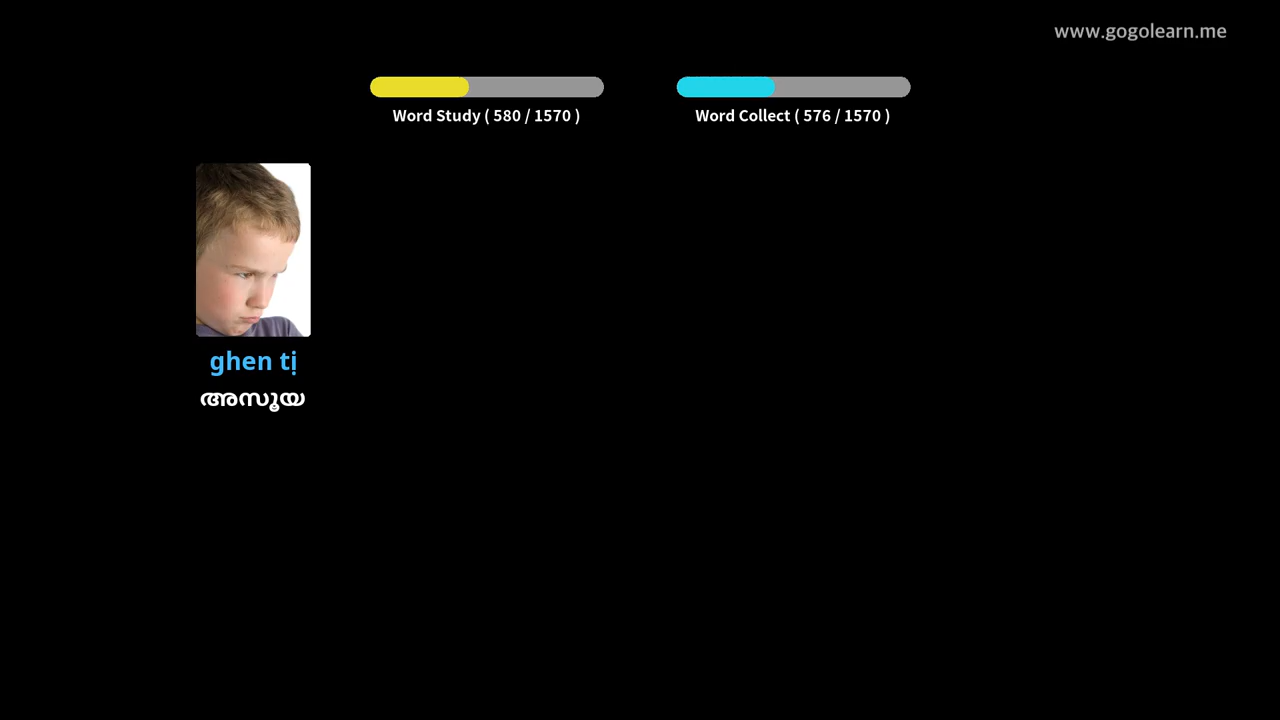 www.gogolearn.me
Word Study ( 580 / 1570 )
Word Collect ( 576 / 1570 )
ghen tị
അസൂയ